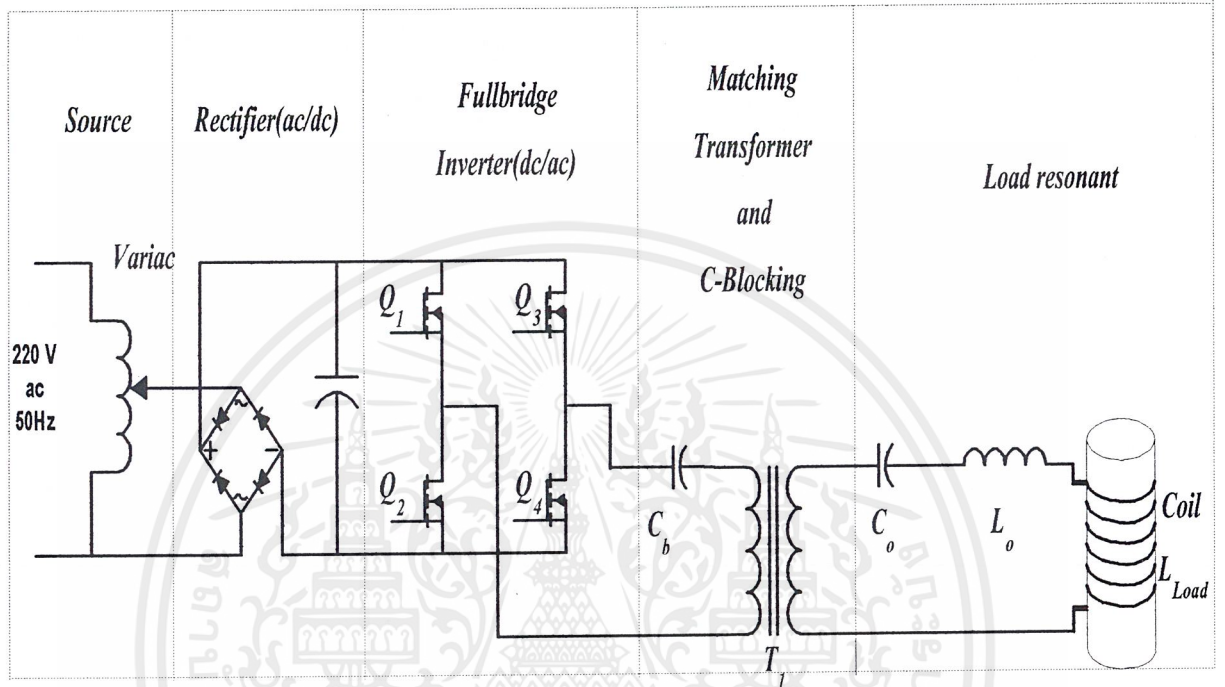 Source
Rectifier(ac/dc)
Fullbridge
Inverter(dc/ac)
Matching
Transformer
and
C-Blocking
Load resonant
Variac
220 V
ac
50Hz
~
+
-
~
Q1
Q3
Q2
Q4
Cb
T1
Co
Lo
Coil
LLoad